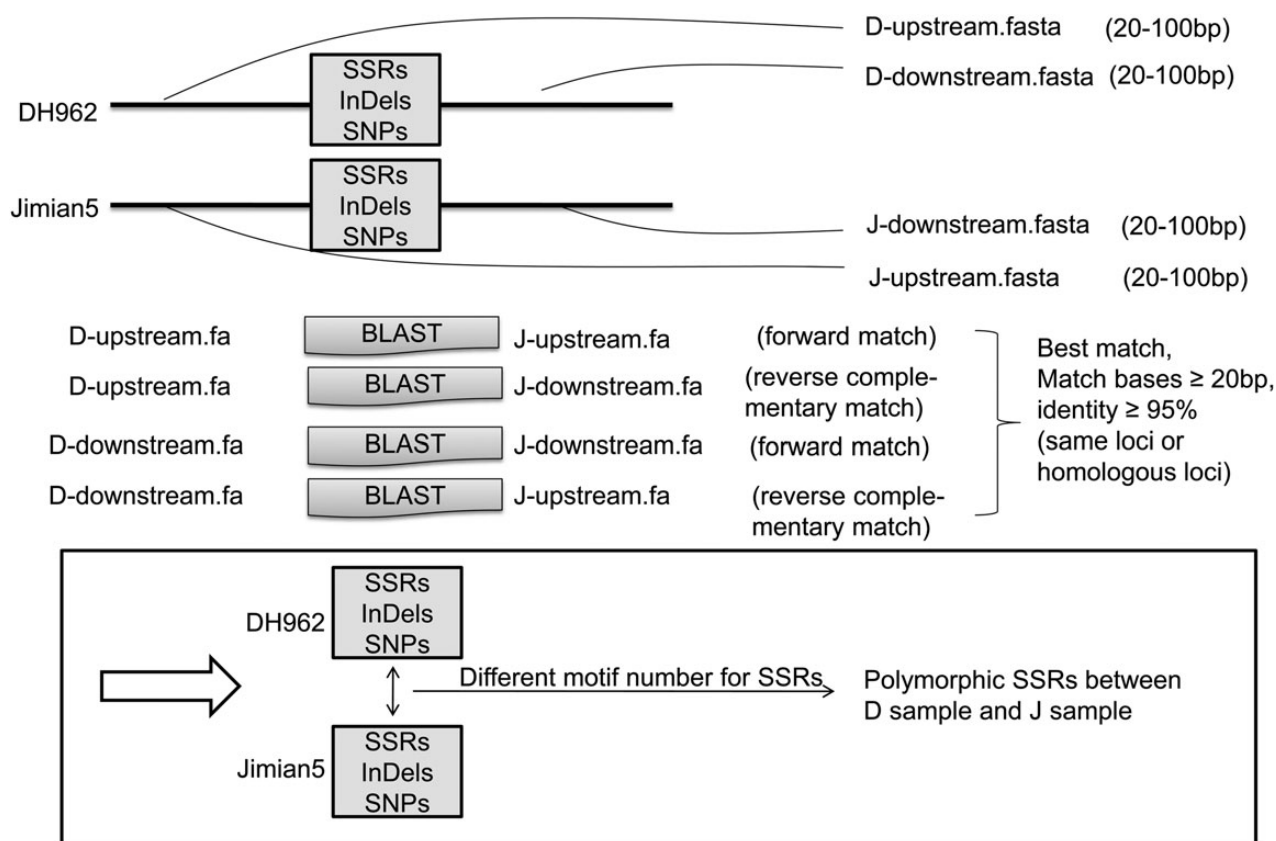 D-upstream.fasta (20-100bp)
SSRs
InDels
SNPs
D-downstream.fasta (20-100bp)
DH962
SSRs
InDels
SNPs
Jimian5
J-downstream.fasta (20-100bp)
J-upstream.fasta (20-100bp)
D-upstream.fa BLAST J-upstream.fa (forward match)
D-upstream.fa BLAST J-downstream.fa (reverse comple-
mentary match)
D-downstream.fa BLAST J-downstream.fa (forward match)
D-downstream.fa BLAST J-upstream.fa (reverse comple-
mentary match)
Best match,
Match bases ≥ 20bp,
identity ≥ 95%
(same loci or
homologous loci)
DH962
SSRs
InDels
SNPs
Different motif number for SSRs
Polymorphic SSRs between
D sample and J sample
Jimian5
SSRs
InDels
SNPs